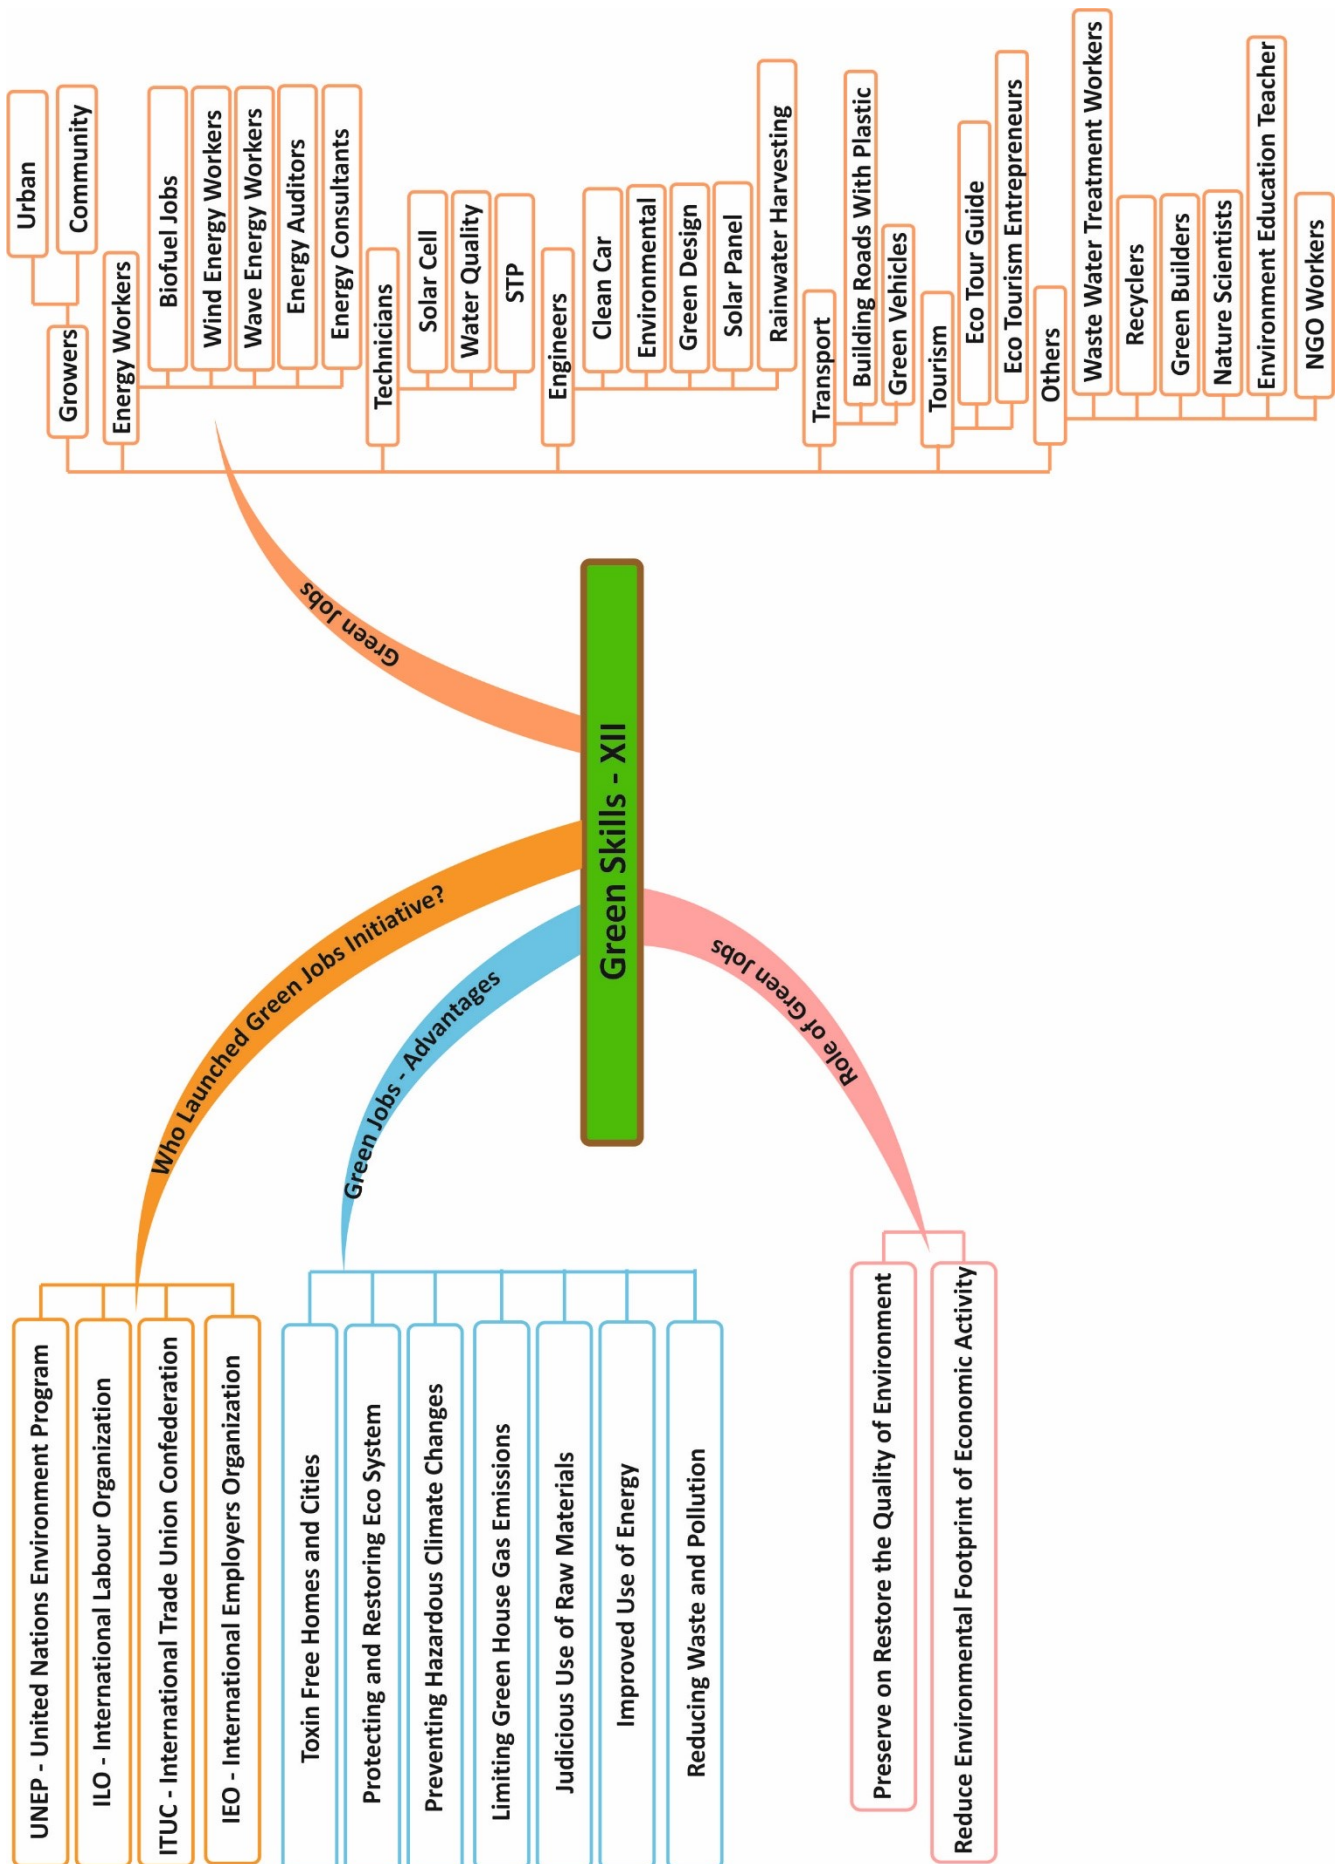 Green Skills - XII
Who Launched Green Jobs Initiative?
UNEP - United Nations Environment Program
ILO - International Labour Organization
ITUC - International Trade Union Confederation
IEO - International Employers Organization
Green Jobs - Advantages
Toxin Free Homes and Cities
Protecting and Restoring Eco System
Preventing Hazardous Climate Changes
Limiting Green House Gas Emissions
Judicious Use of Raw Materials
Improved Use of Energy
Reducing Waste and Pollution
Role of Green Jobs
Preserve on Restore the Quality of Environment
Reduce Environmental Footprint of Economic Activity
Green Jobs
Growers
Urban
Community
Energy Workers
Biofuel Jobs
Wind Energy Workers
Wave Energy Workers
Energy Auditors
Energy Consultants
Technicians
Solar Cell
Water Quality
STP
Engineers
Clean Car
Environmental
Green Design
Solar Panel
Rainwater Harvesting
Transport
Building Roads With Plastic
Green Vehicles
Tourism
Eco Tour Guide
Eco Tourism Entrepreneurs
Others
Waste Water Treatment Workers
Recyclers
Green Builders
Nature Scientists
Environment Education Teacher
NGO Workers